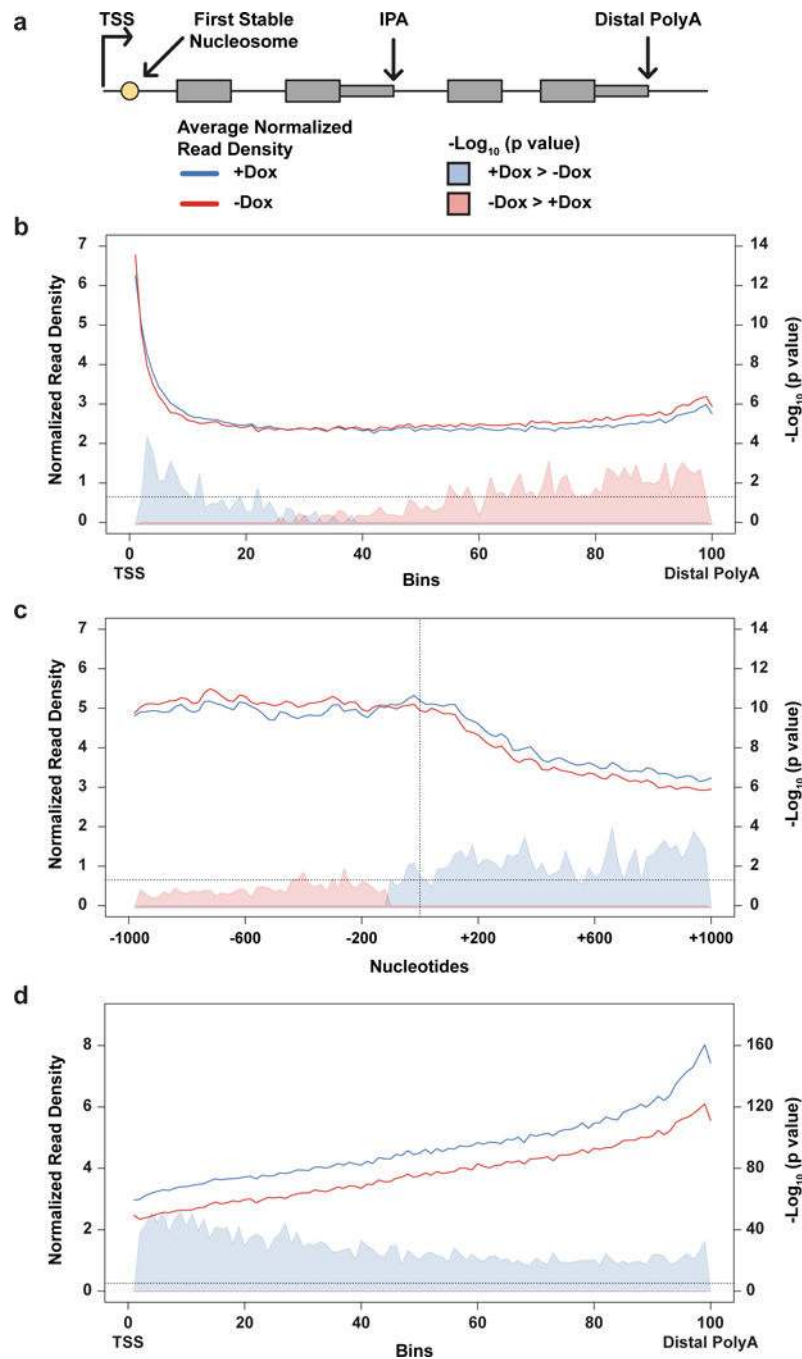 a
TSS
First Stable
Nucleosome
IPA
Distal PolyA
Average Normalized
Read Density
+Dox
-Dox
-Log₁₀ (p value)
+Dox > -Dox
-Dox > +Dox
b
Normalized Read Density
7
6
5
4
3
2
1
0
14
12
10
8
6
4
2
0
-Log₁₀ (p value)
0
20
40
60
80
100
TSS
Bins
Distal PolyA
c
Normalized Read Density
7
6
5
4
3
2
1
0
14
12
10
8
6
4
2
0
-Log₁₀ (p value)
-1000
-600
-200
+200
+600
+1000
Nucleotides
d
Normalized Read Density
8
6
4
2
0
160
120
80
40
0
-Log₁₀ (p value)
0
20
40
60
80
100
TSS
Bins
Distal PolyA